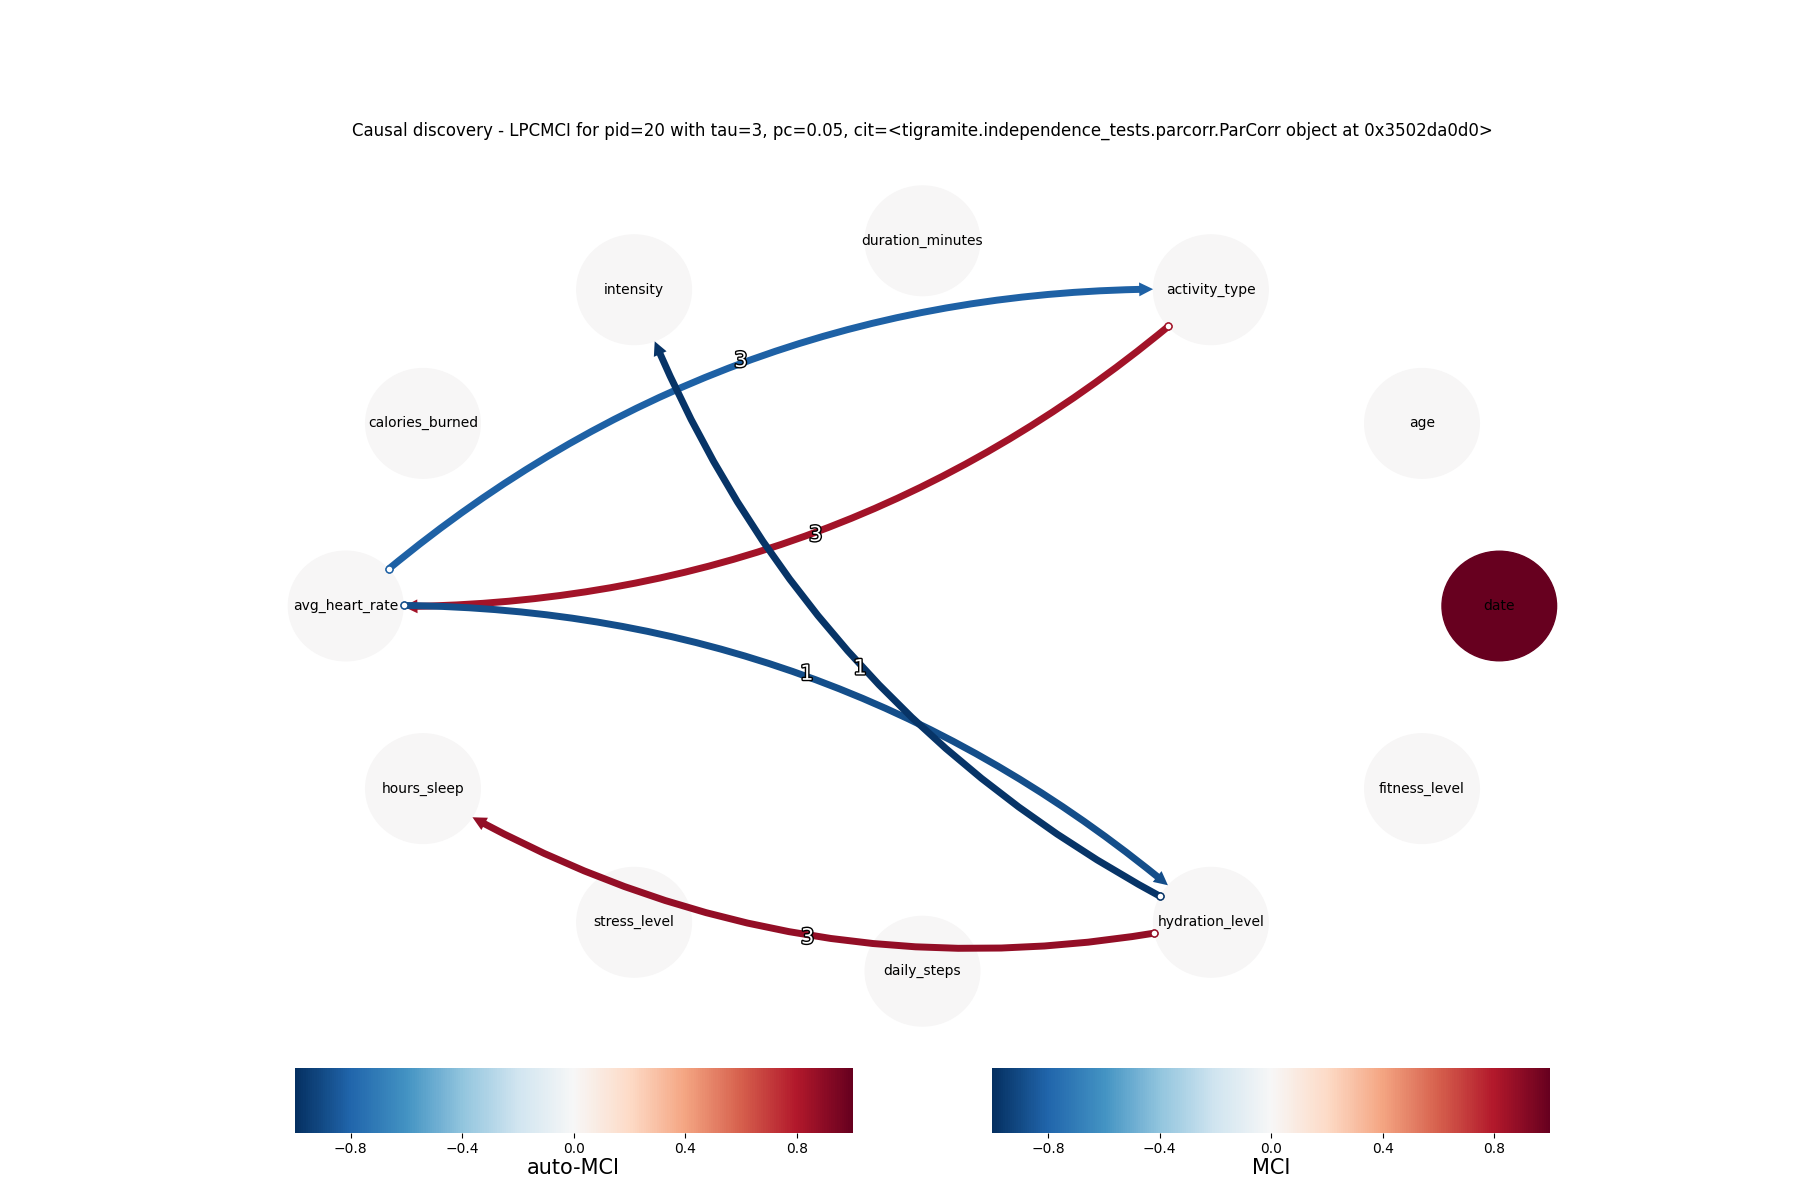 Causal discovery - LPCMCI for pid=20 with tau=3, pc=0.05, cit=<tigramite.independence_tests.parcorr.ParCorr object at 0x3502da0d0>
duration_minutes
intensity
activity_type
3
calories_burned
age
3
avg_heart_rate
date
1
1
hours_sleep
fitness_level
stress_level
hydration_level
3
daily_steps
−0.8 −0.4 0.0 0.4 0.8
auto-MCI
−0.8 −0.4 0.0 0.4 0.8
MCI